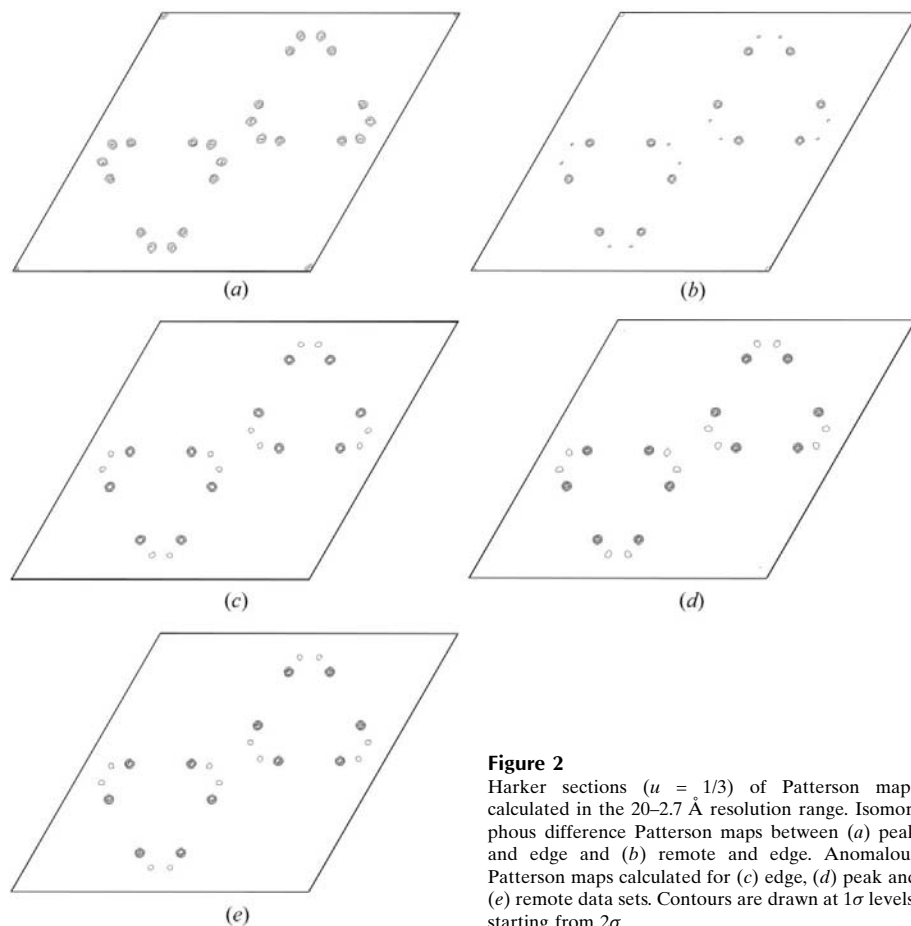 (a)
(b)
(c)
(d)
(e)
Figure 2
Harker sections (u = 1/3) of Patterson map
calculated in the 20–2.7 Å resolution range. Isomor
phous difference Patterson maps between (a) peak
and edge and (b) remote and edge. Anomalou
Patterson maps calculated for (c) edge, (d) peak and
(e) remote data sets. Contours are drawn at 1σ levels
starting from 2σ